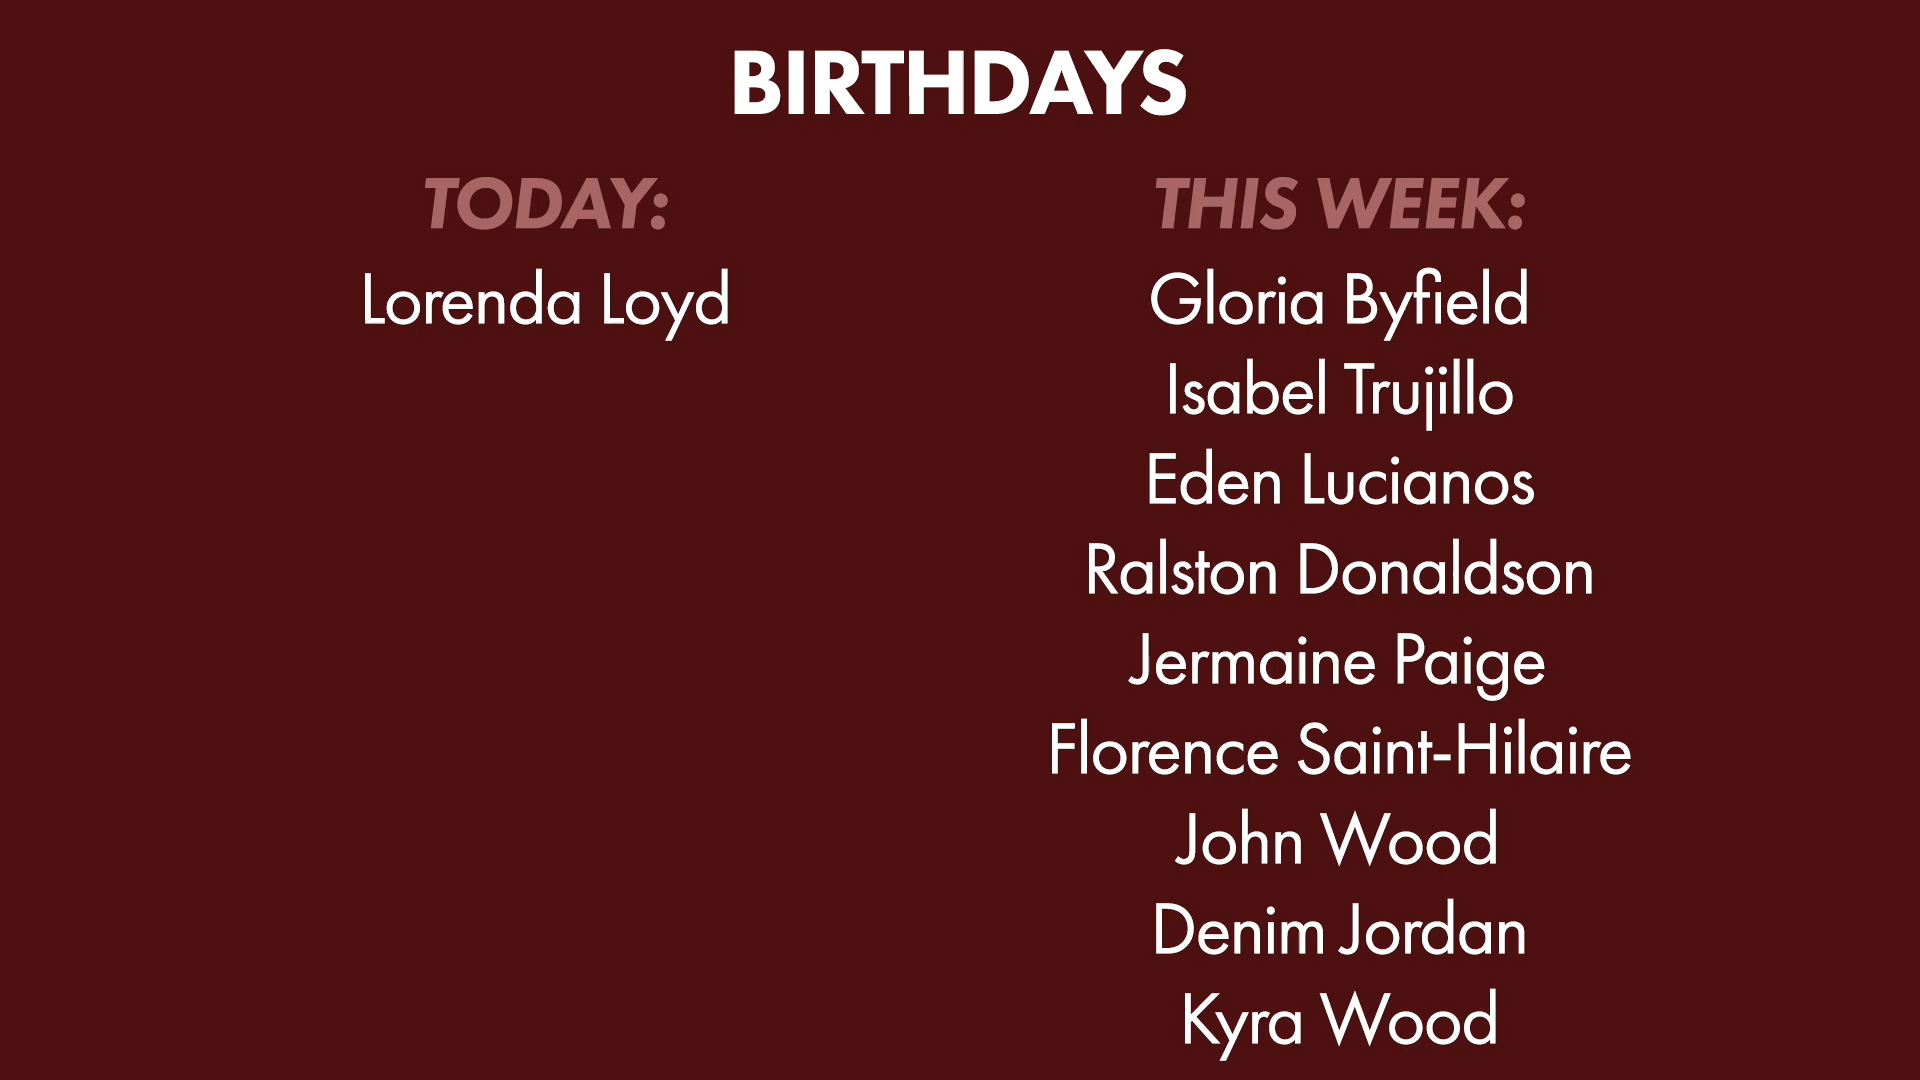 BIRTHDAYS
TODAY:
Lorenda Loyd
THIS WEEK:
Gloria Byfield
Isabel Trujillo
Eden Lucianos
Ralston Donaldson
Jermaine Paige
Florence Saint-Hilaire
John Wood
Denim Jordan
Kyra Wood